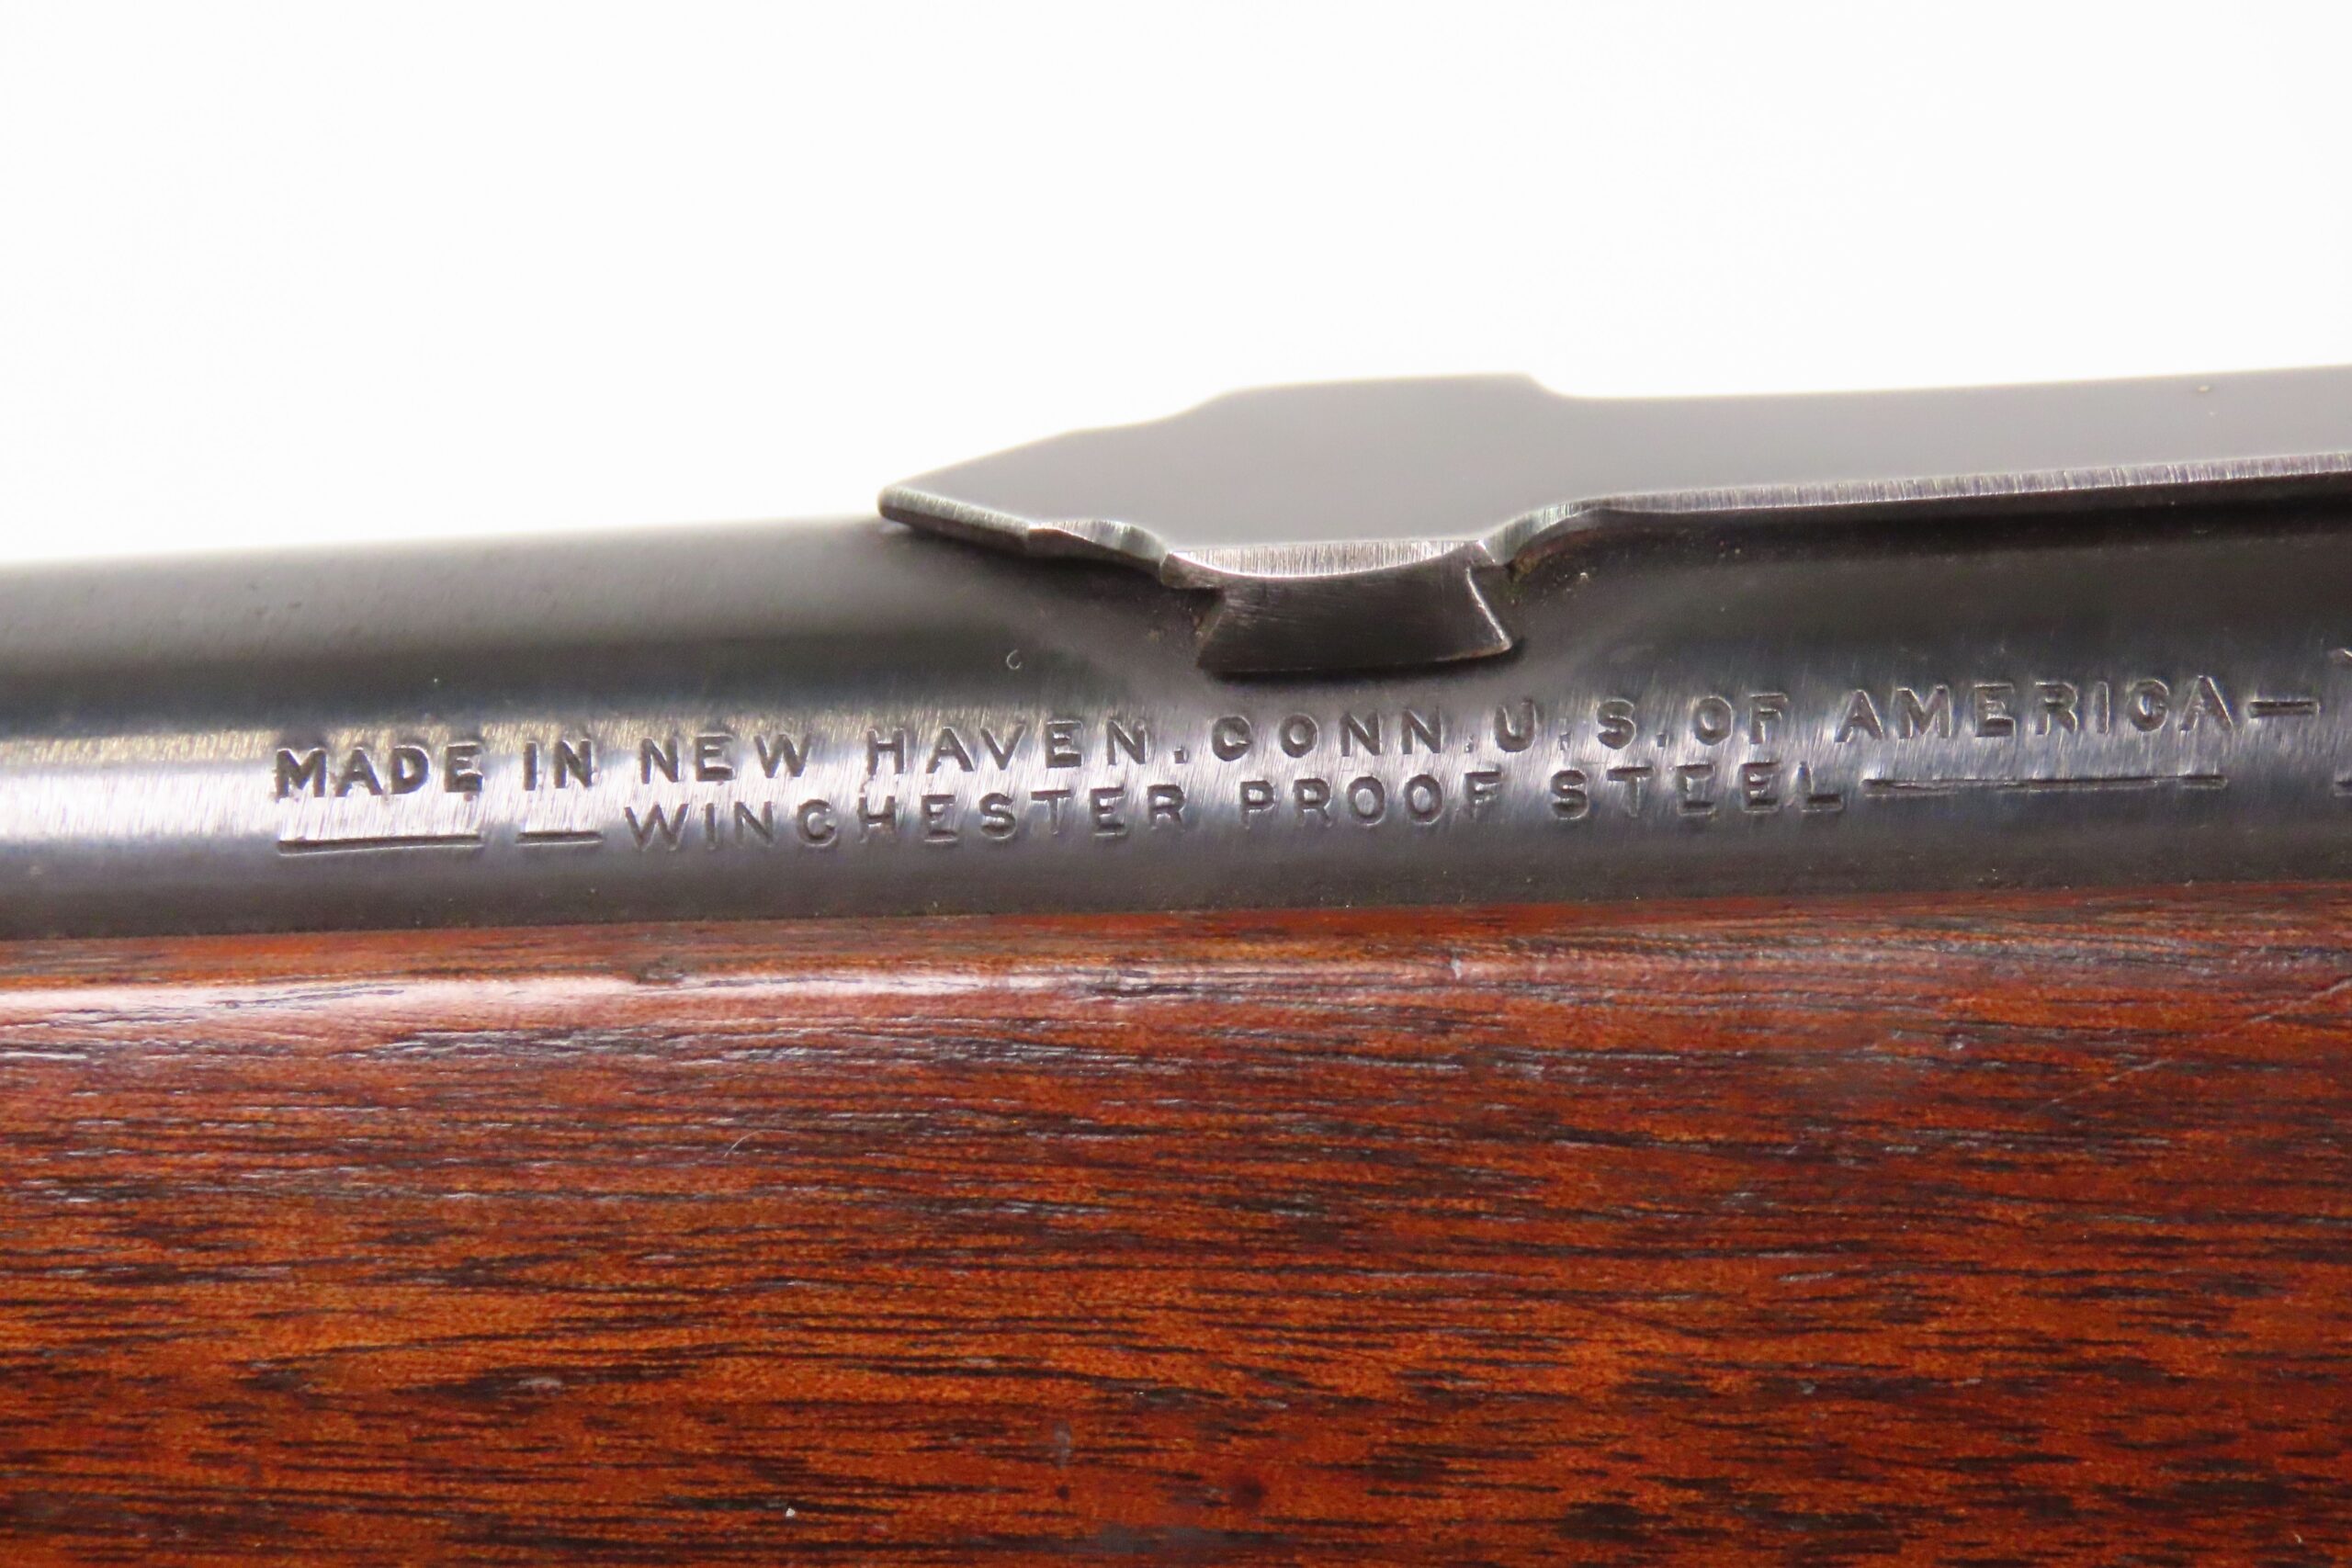 MADE IN NEW HAVEN. CONN. U.S. OF AMERICA—
— — WINCHESTER PROOF STEEL ———